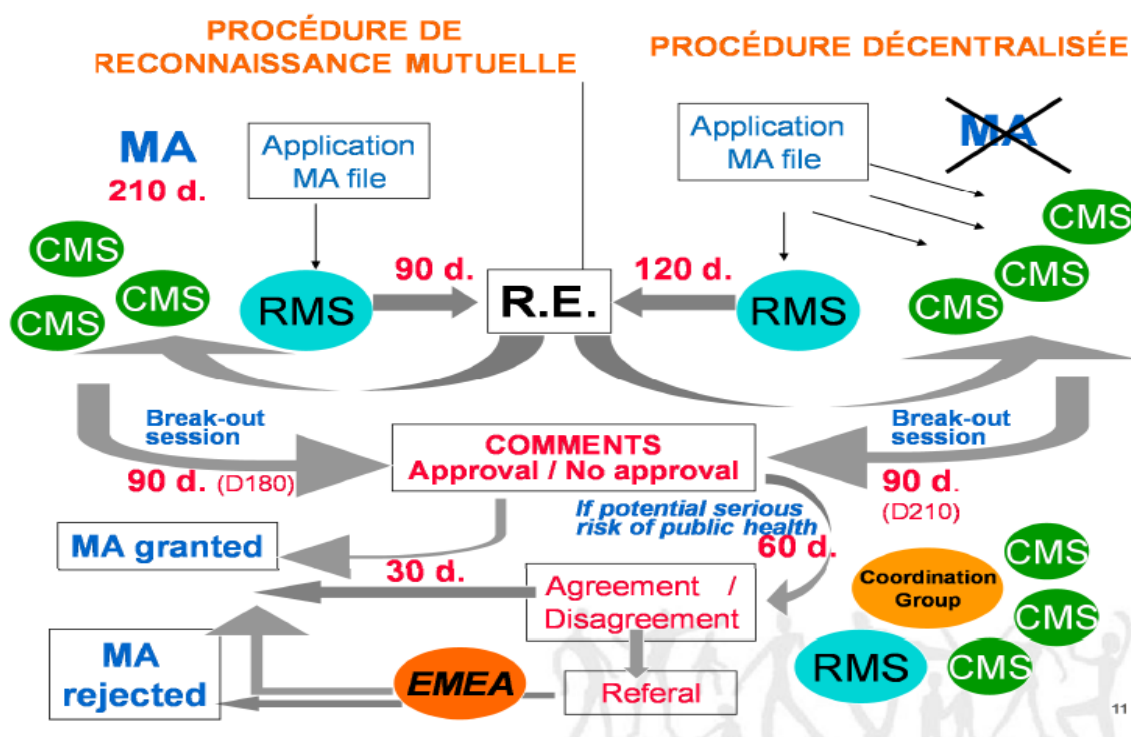 PROCÉDURE DE
RECONNAISSANCE MUTUELLE
PROCÉDURE DÉCENTRALISÉE
MA
210 d.
Application
MA file
Application
MA file
MA
CMS
CMS
CMS
RMS
90 d.
R.E.
120 d.
RMS
CMS
CMS
CMS
Break-out
session
90 d. (D180)
COMMENTS
Approval / No approval
Break-out
session
90 d.
(D210)
If potential serious
risk of public health
60 d.
MA granted
30 d.
Agreement /
Disagreement
Coordination
Group
CMS
CMS
CMS
RMS
MA
rejected
EMEA
Referal
11